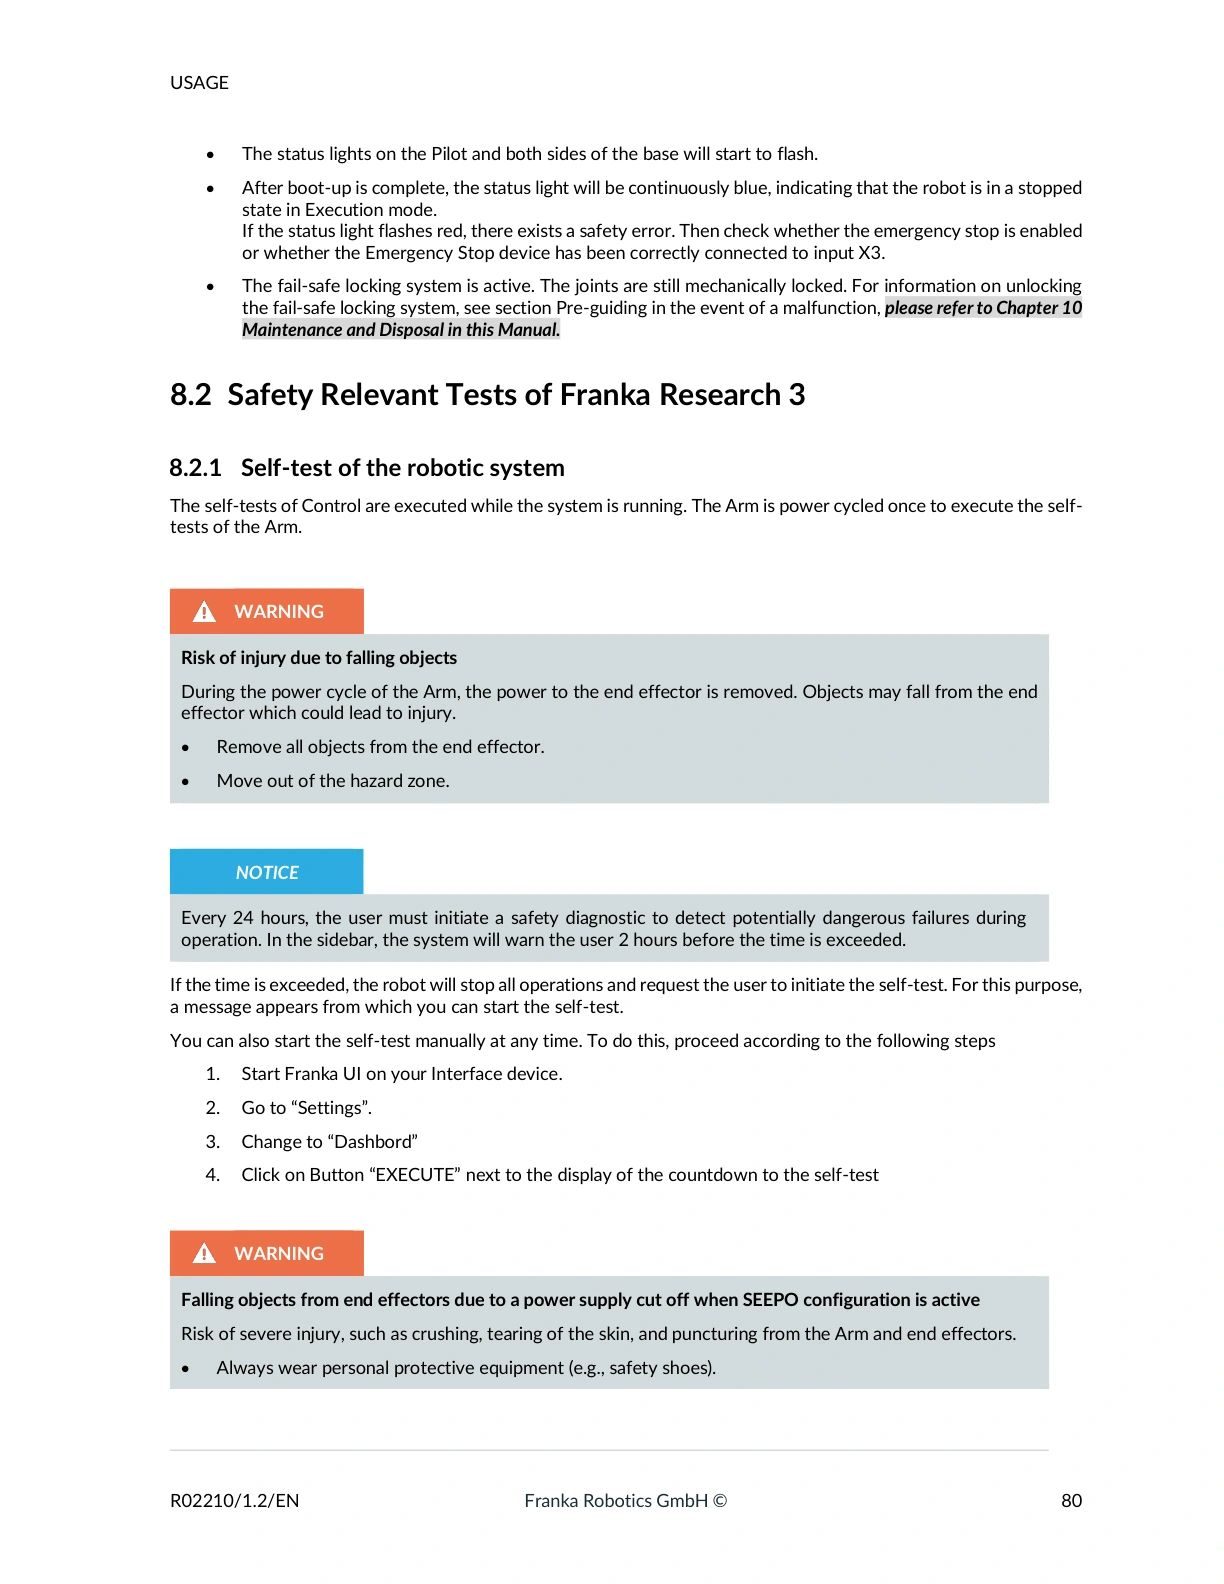 USAGE
• The status lights on the Pilot and both sides of the base will start to flash.
• After boot-up is complete, the status light will be continuously blue, indicating that the robot is in a stopped
state in Execution mode.
If the status light flashes red, there exists a safety error. Then check whether the emergency stop is enabled
or whether the Emergency Stop device has been correctly connected to input X3.
• The fail-safe locking system is active. The joints are still mechanically locked. For information on unlocking
the fail-safe locking system, see section Pre-guiding in the event of a malfunction, please refer to Chapter 10
Maintenance and Disposal in this Manual.
8.2 Safety Relevant Tests of Franka Research 3
8.2.1 Self-test of the robotic system
The self-tests of Control are executed while the system is running. The Arm is power cycled once to execute the self-
tests of the Arm.
WARNING
Risk of injury due to falling objects
During the power cycle of the Arm, the power to the end effector is removed. Objects may fall from the end
effector which could lead to injury.
• Remove all objects from the end effector.
• Move out of the hazard zone.
NOTICE
Every 24 hours, the user must initiate a safety diagnostic to detect potentially dangerous failures during
operation. In the sidebar, the system will warn the user 2 hours before the time is exceeded.
If the time is exceeded, the robot will stop all operations and request the user to initiate the self-test. For this purpose,
a message appears from which you can start the self-test.
You can also start the self-test manually at any time. To do this, proceed according to the following steps
1. Start Franka UI on your Interface device.
2. Go to “Settings”.
3. Change to “Dashbord”
4. Click on Button “EXECUTE” next to the display of the countdown to the self-test
WARNING
Falling objects from end effectors due to a power supply cut off when SEEPO configuration is active
Risk of severe injury, such as crushing, tearing of the skin, and puncturing from the Arm and end effectors.
• Always wear personal protective equipment (e.g., safety shoes).
R02210/1.2/EN
Franka Robotics GmbH ©
80